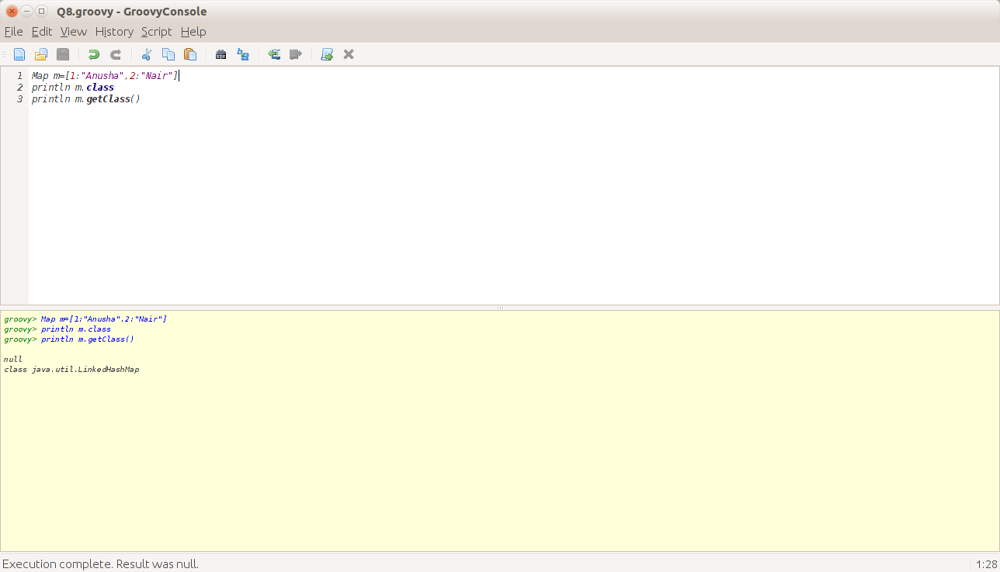 Q8.groovy - GroovyConsole
File Edit View History Script Help
1 Map m=[1:"Anusha",2:"Nair"]
2 println m.class
3 println m.getClass()
groovy> Map m=[1:"Anusha",2:"Nair"]
groovy> println m.class
groovy> println m.getClass()
null
class java.util.LinkedHashMap
Execution complete. Result was null.
1:28